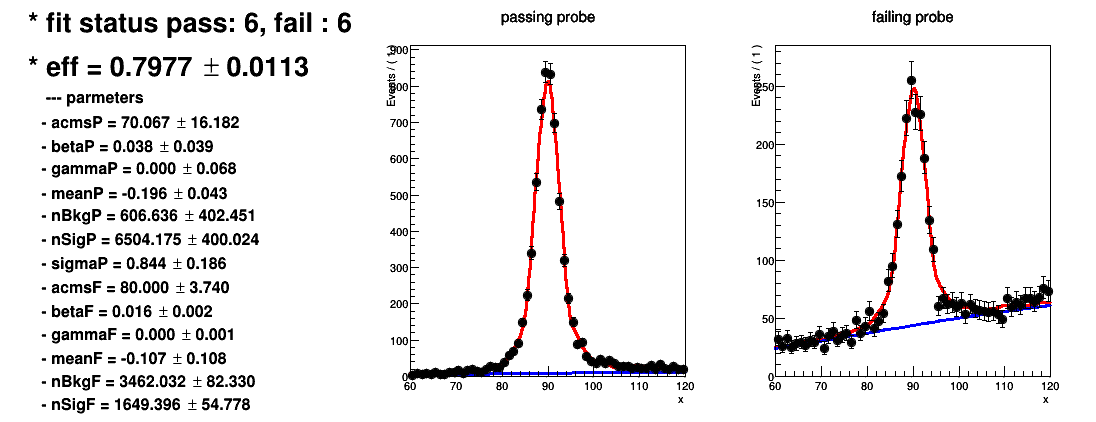 * fit status pass: 6, fail : 6
* eff = 0.7977 ± 0.0113
--- parmeters
- acmsP = 70.067 ± 16.182
- betaP = 0.038 ± 0.039
- gammaP = 0.000 ± 0.068
- meanP = -0.196 ± 0.043
- nBkgP = 606.636 ± 402.451
- nSigP = 6504.175 ± 400.024
- sigmaP = 0.844 ± 0.186
- acmsF = 80.000 ± 3.740
- betaF = 0.016 ± 0.002
- gammaF = 0.000 ± 0.001
- meanF = -0.107 ± 0.108
- nBkgF = 3462.032 ± 82.330
- nSigF = 1649.396 ± 54.778
passing probe
Events / ( 1 )
900
800
700
600
500
400
300
200
100
0
60 70 80 90 100 110 120
x
failing probe
Events / ( 1 )
250
200
150
100
50
0
60 70 80 90 100 110 120
x